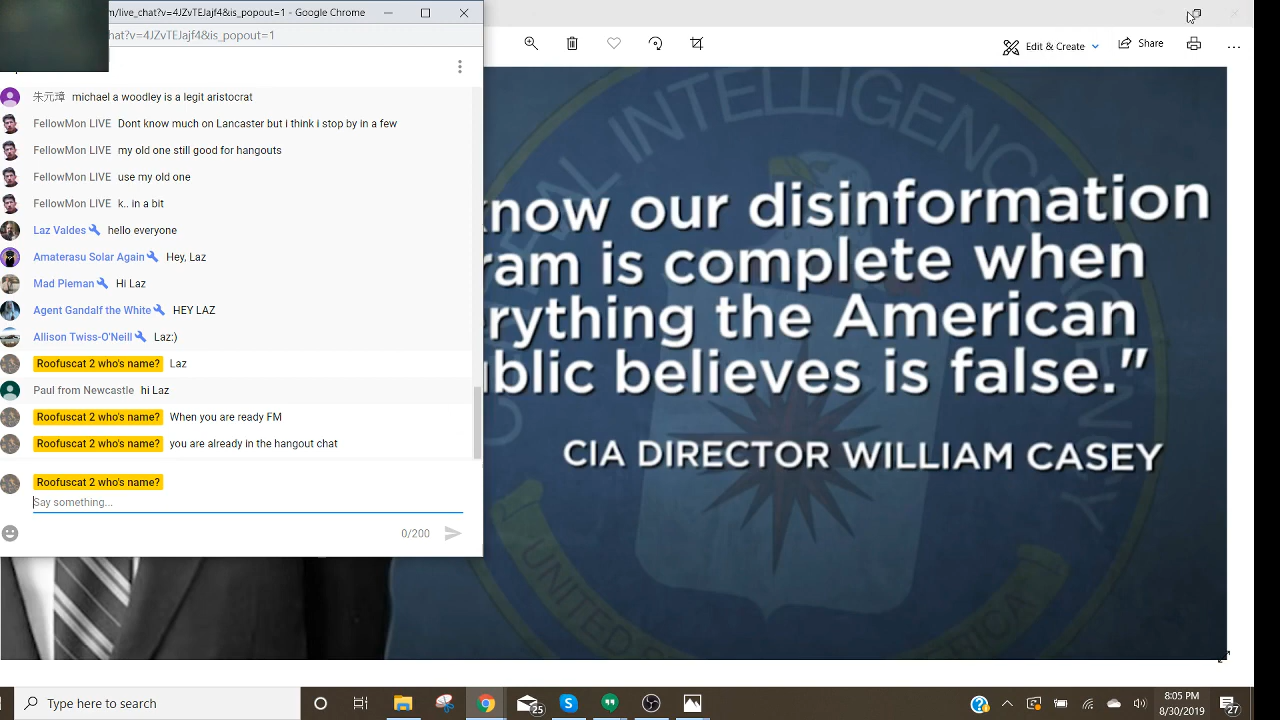 m/live_chat?v=4JZvTEJajf4&is_popout=1 - Google Chrome
hat?v=4JZvTEJajf4&is_popout=1
朱元璋 michael a woodley is a legit aristocrat
FellowMon LIVE Dont know much on Lancaster but i think i stop by in a few
FellowMon LIVE my old one still good for hangouts
FellowMon LIVE use my old one
FellowMon LIVE k.. in a bit
Laz Valdes hello everyone
Amaterasu Solar Again Hey, Laz
Mad Pieman Hi Laz
Agent Gandalf the White HEY LAZ
Allison Twiss-O'Neill Laz:)
Roofuscat 2 who's name? Laz
Paul from Newcastle hi Laz
Roofuscat 2 who's name? When you are ready FM
Roofuscat 2 who's name? you are already in the hangout chat
Roofuscat 2 who's name?
Say something...
0/200
Edit & Create
Share
INTELLIGENCE
now our disinformation
ram is complete when
rything the American
blic believes is false."
CIA DIRECTOR WILLIAM CASEY
UNITED
Type here to search
25
8:05 PM
8/30/2019
27